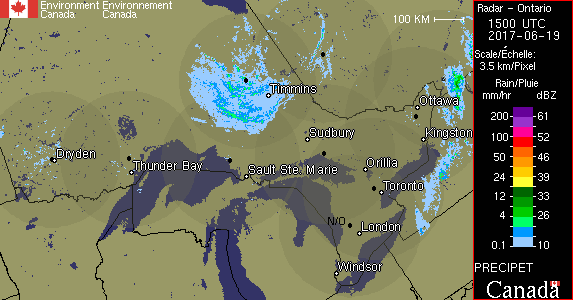 Environment Environnement
Canada Canada
100 KM
Radar - Ontario
1500 UTC
2017-06-19
Scale/Échelle:
3.5 km/Pixel
Rain/Pluie
mm/hr dBZ
200 61
100 52
50 46
24 39
12 33
4 26
0.1 10
PRECIPET
Canada
Timmins
Ottawa
Sudbury
Kingston
Dryden
Thunder Bay
Sault Ste. Marie
Orillia
Toronto
N/O
London
Windsor